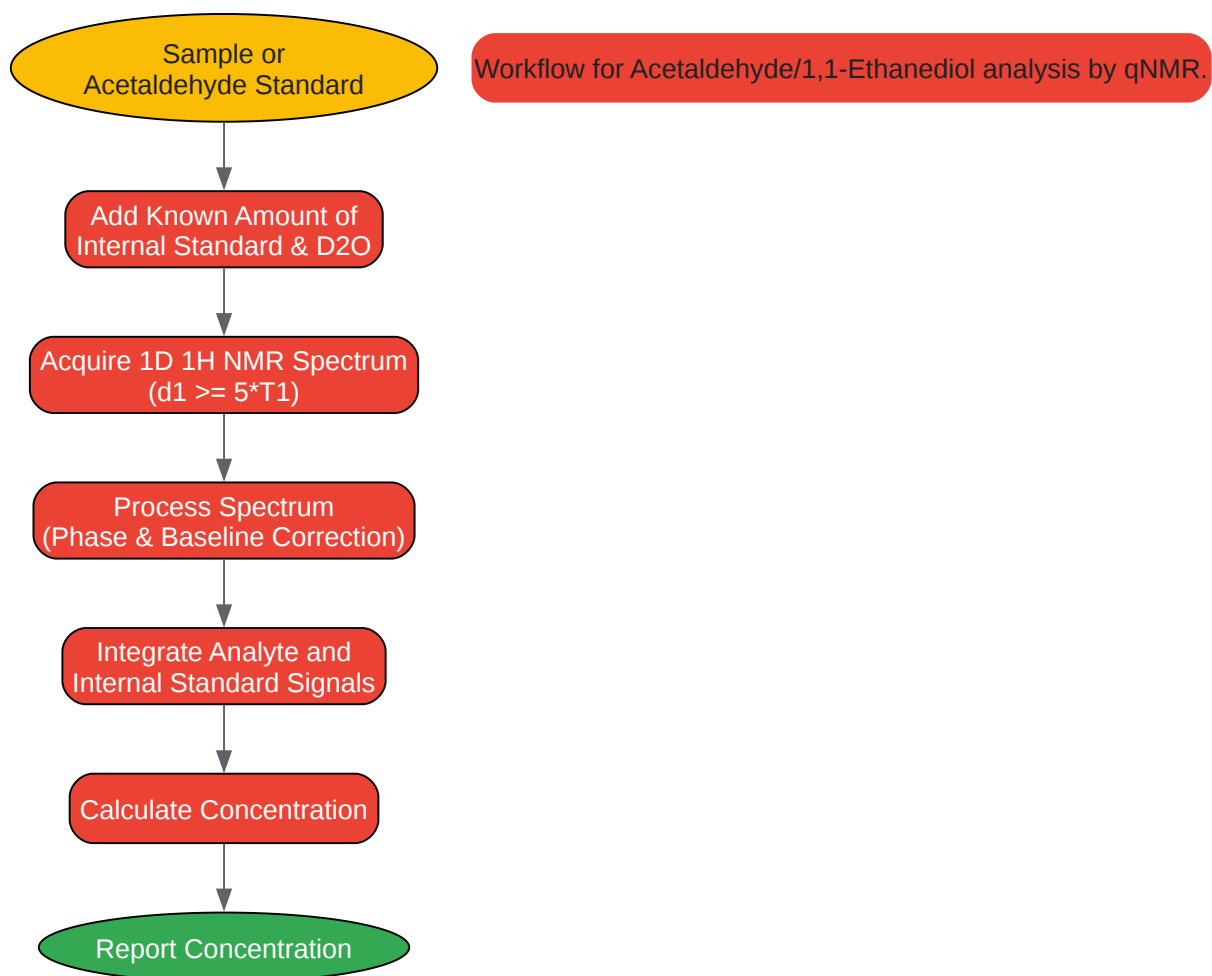 Sample or
Acetaldehyde Standard
Workflow for Acetaldehyde/1,1-Ethanediol analysis by qNMR.
Add Known Amount of
Internal Standard & D2O
Acquire 1D 1H NMR Spectrum
(d1 >= 5*T1)
Process Spectrum
(Phase & Baseline Correction)
Integrate Analyte and
Internal Standard Signals
Calculate Concentration
Report Concentration